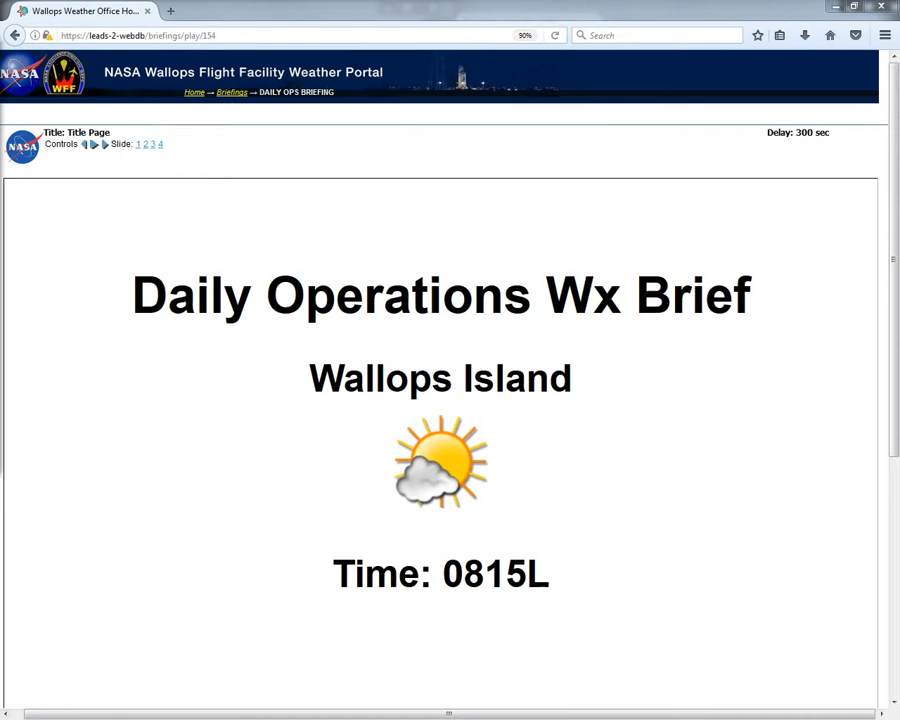 Wallops Weather Office Ho...
https://leads-2-webdb/briefings/play/154
90%
Search
NASA
WFF
NASA Wallops Flight Facility Weather Portal
Home → Briefings → DAILY OPS BRIEFING
NASA
Title: Title Page
Delay: 300 sec
Controls Slide: 1 2 3 4
Daily Operations Wx Brief
Wallops Island
Time: 0815L